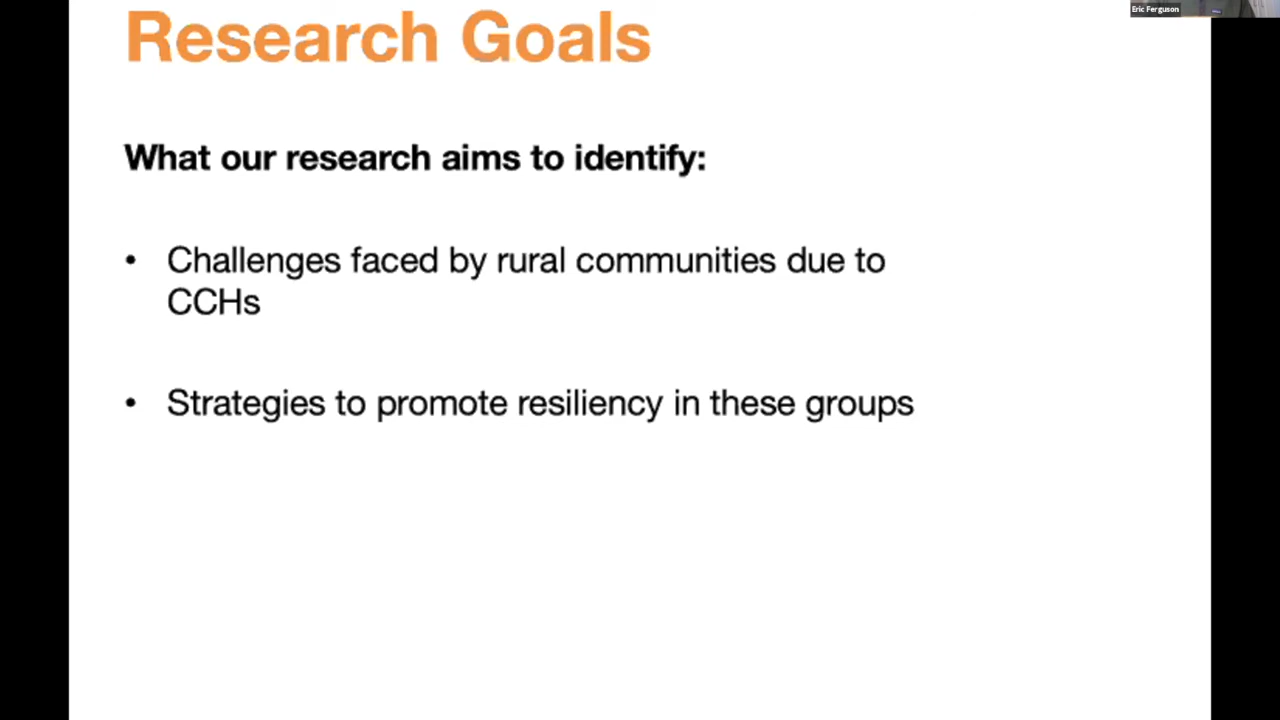 Eric Ferguson
Research Goals
What our research aims to identify:
• Challenges faced by rural communities due to
CCHs
• Strategies to promote resiliency in these groups